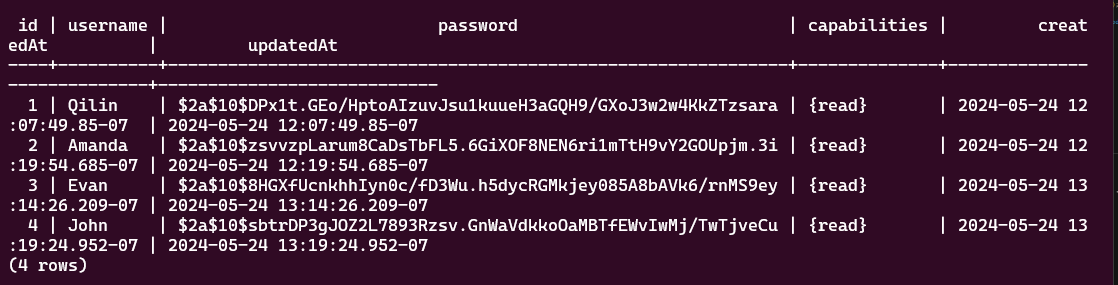 id | username |                           password                           | capabilities |         creat
edAt          |         updatedAt
----+----------+--------------------------------------------------------------+--------------+--------------
--------------+---------------------------
  1 | Qilin    | $2a$10$DPx1t.GEo/HptoAIzuvJsu1kuueH3aGQH9/GXoJ3w2w4KkZTzsara | {read}       | 2024-05-24 12
:07:49.85-07  | 2024-05-24 12:07:49.85-07
  2 | Amanda   | $2a$10$zsvvzpLarum8CaDsTbFL5.6GiXOF8NEN6ri1mTtH9vY2GOUpjm.3i | {read}       | 2024-05-24 12
:19:54.685-07 | 2024-05-24 12:19:54.685-07
  3 | Evan     | $2a$10$8HGXfUcnkhhIyn0c/fD3Wu.h5dycRGMkjey085A8bAVk6/rnMS9ey | {read}       | 2024-05-24 13
:14:26.209-07 | 2024-05-24 13:14:26.209-07
  4 | John     | $2a$10$sbtrDP3gJOZ2L7893Rzsv.GnWaVdkkoOaMBTfEWvIwMj/TwTjveCu | {read}       | 2024-05-24 13
:19:24.952-07 | 2024-05-24 13:19:24.952-07
(4 rows)